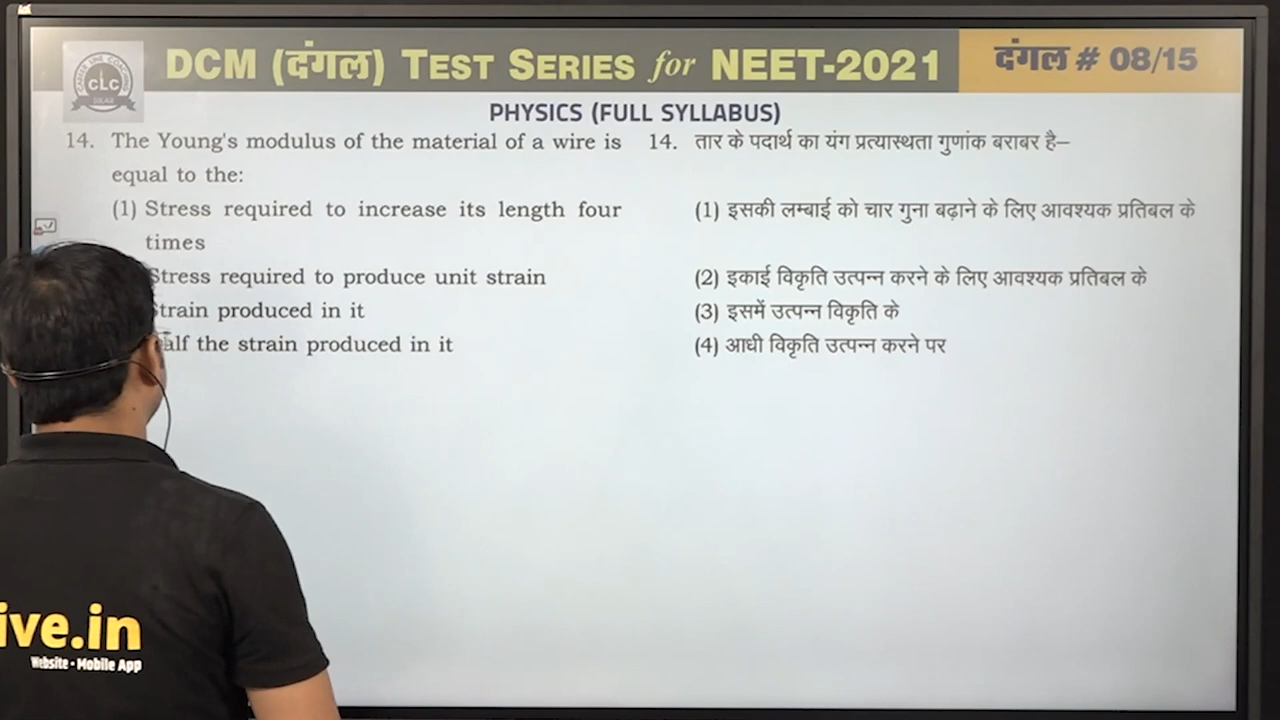 DCM (दंगल) TEST SERIES for NEET-2021
दंगल # 08/15
CLC
SIKAR
PHYSICS (FULL SYLLABUS)
14. The Young's modulus of the material of a wire is
equal to the:
(1) Stress required to increase its length four
times
Stress required to produce unit strain
Strain produced in it
alf the strain produced in it
14. तार के पदार्थ का यंग प्रत्यास्थता गुणांक बराबर है–
(1) इसकी लम्बाई को चार गुना बढ़ाने के लिए आवश्यक प्रतिबल के
(2) इकाई विकृति उत्पन्न करने के लिए आवश्यक प्रतिबल के
(3) इसमें उत्पन्न विकृति के
(4) आधी विकृति उत्पन्न करने पर
ive.in
Website • Mobile App